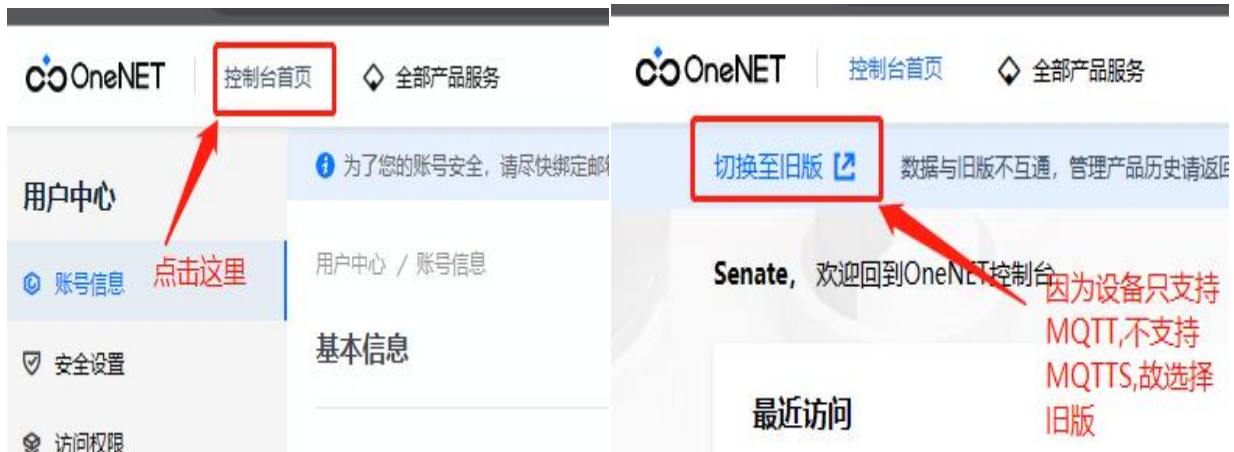 OneNET 控制台首页 全部产品服务
为了您的账号安全，请尽快绑定邮
用户中心
用户中心 / 账号信息
账号信息 点击这里
基本信息
安全设置
访问权限
OneNET 控制台首页 全部产品服务
切换至旧版 数据与旧版不互通，管理产品历史请返回
Senate，欢迎回到OneNET控制台
因为设备只支持
MQTT,不支持
MQTTS,故选择
旧版
最近访问